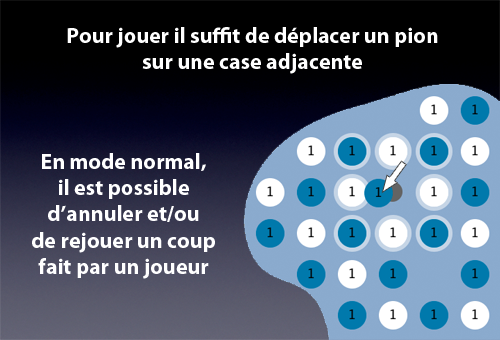 Pour jouer il suffit de déplacer un pion
sur une case adjacente
En mode normal,
il est possible
d'annuler et/ou
de rejouer un coup
fait par un joueur
1 1
1 1 1 1
1 1 1 1 1 1
1 1 1 1 1 1
1 1 1 1
1 1 1 1